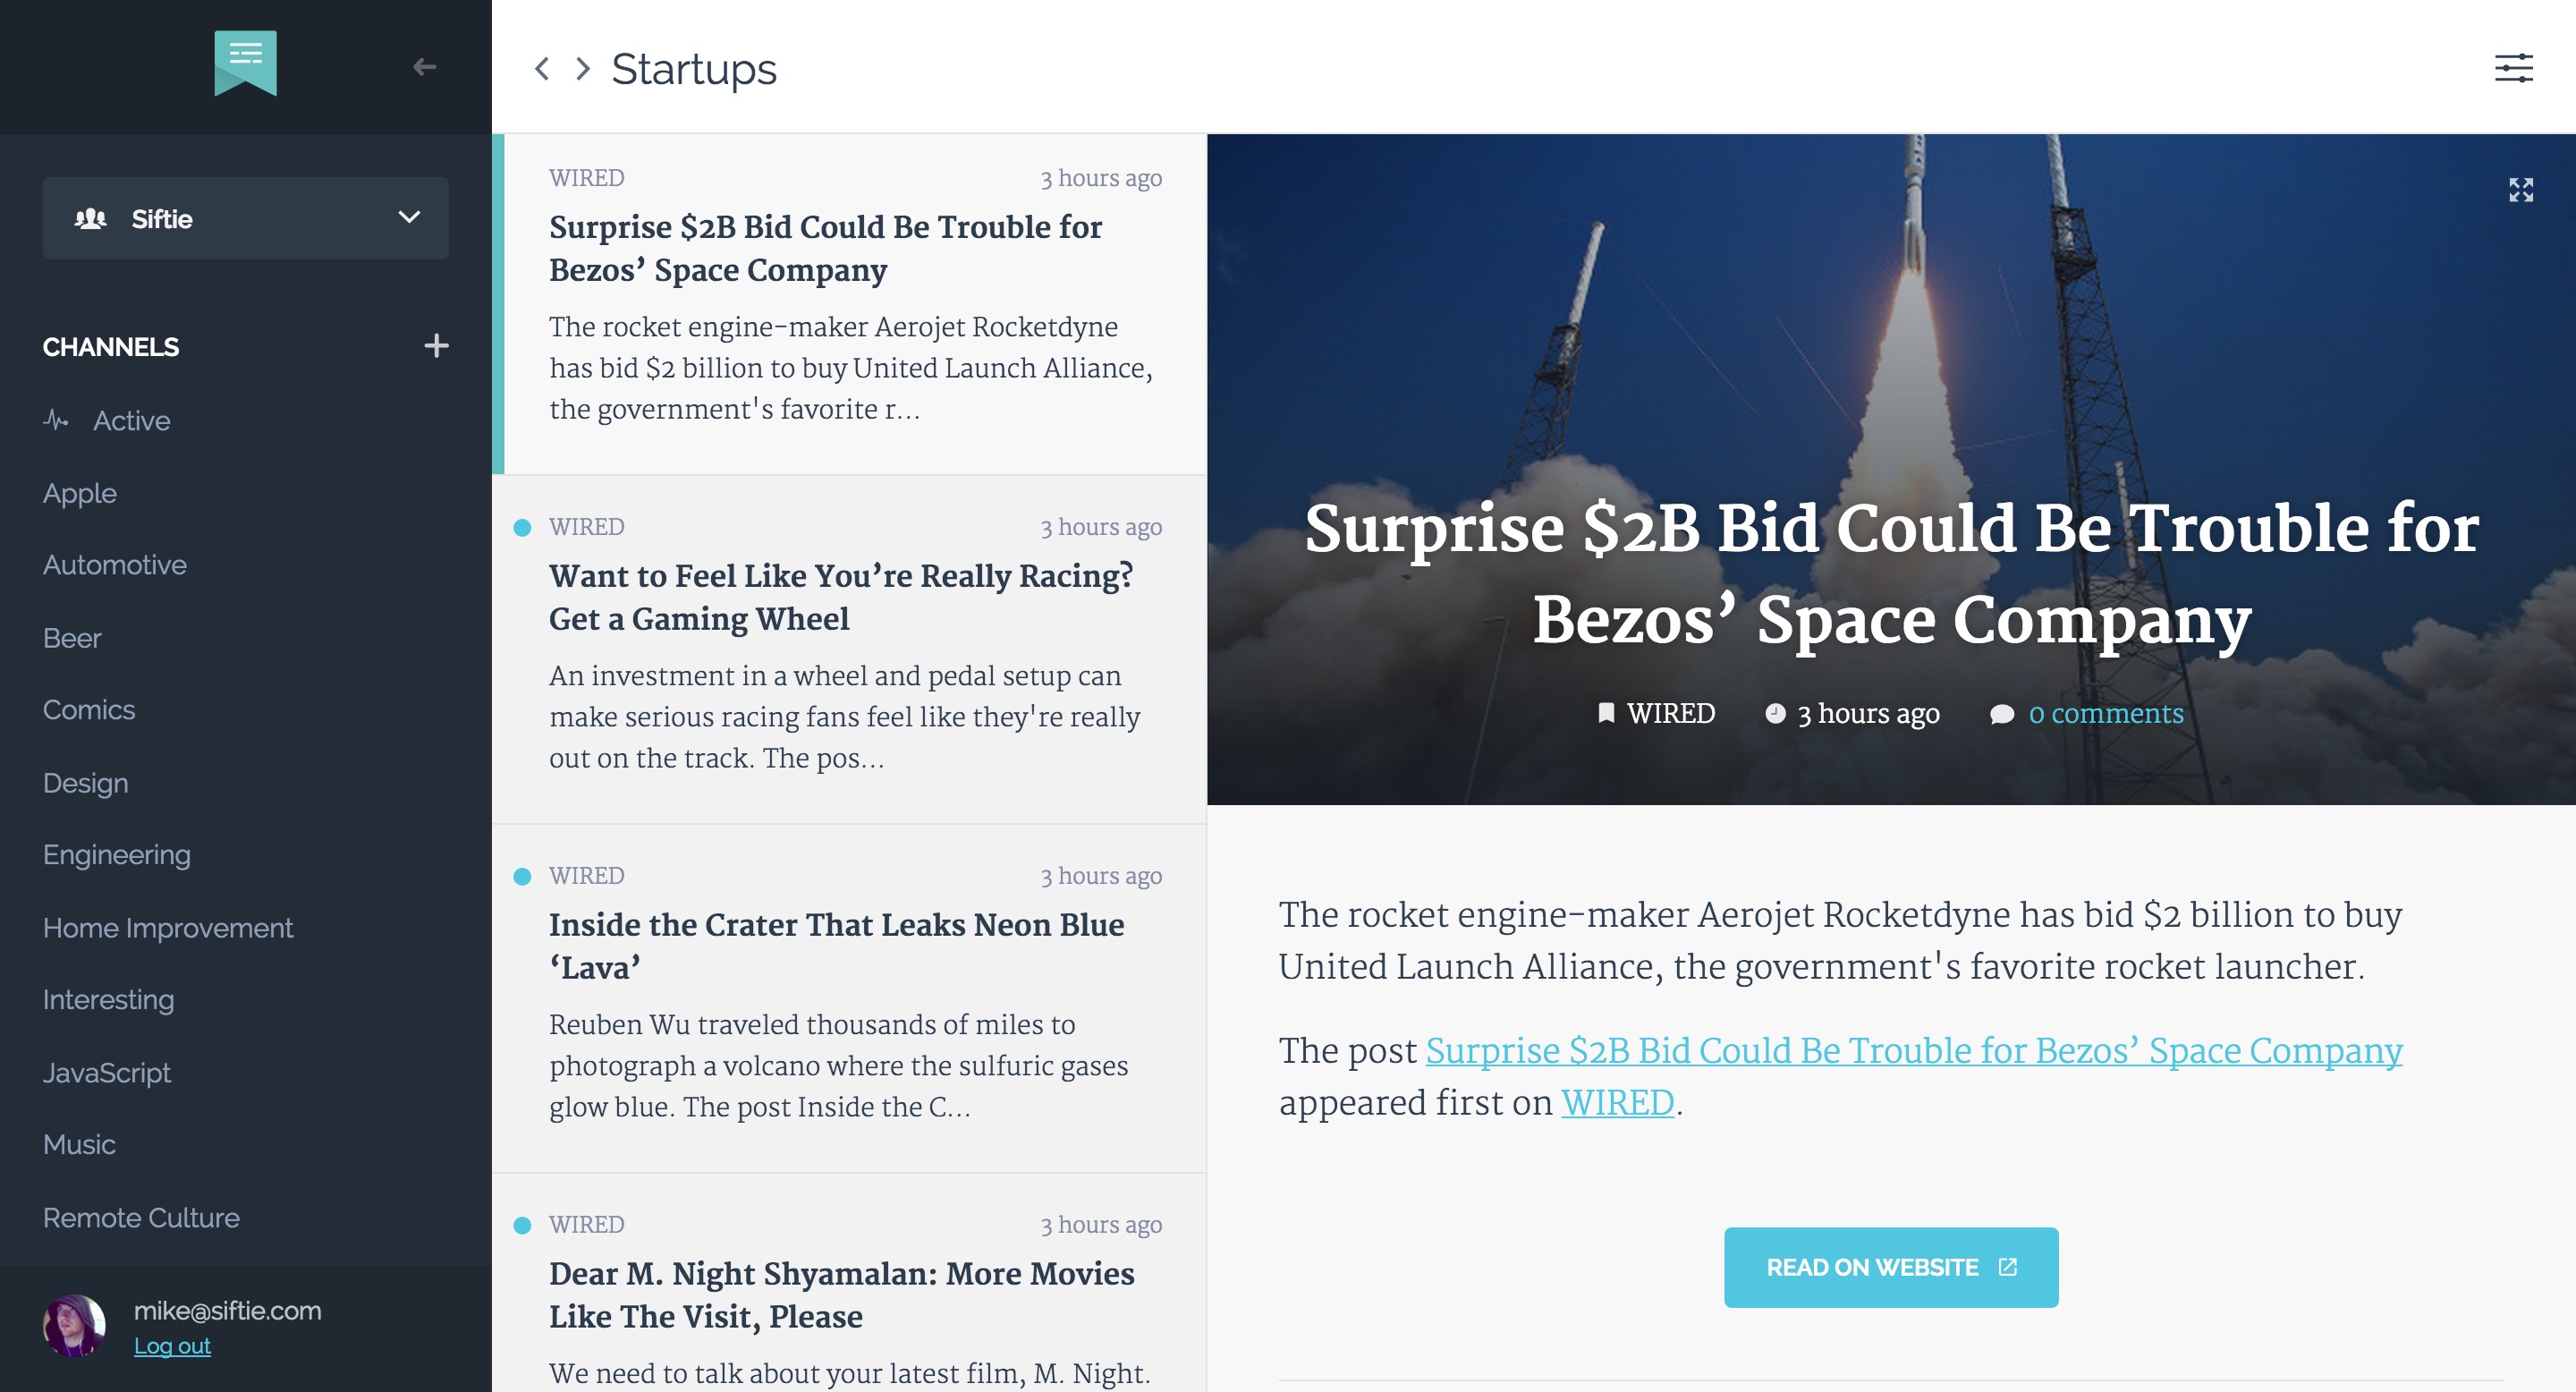 Startups
Siftie
CHANNELS
Active
Apple
Automotive
Beer
Comics
Design
Engineering
Home Improvement
Interesting
JavaScript
Music
Remote Culture
mike@siftie.com
Log out
WIRED 3 hours ago
Surprise $2B Bid Could Be Trouble for
Bezos’ Space Company
The rocket engine-maker Aerojet Rocketdyne
has bid $2 billion to buy United Launch Alliance,
the government's favorite r...
WIRED 3 hours ago
Want to Feel Like You’re Really Racing?
Get a Gaming Wheel
An investment in a wheel and pedal setup can
make serious racing fans feel like they're really
out on the track. The pos...
WIRED 3 hours ago
Inside the Crater That Leaks Neon Blue
‘Lava’
Reuben Wu traveled thousands of miles to
photograph a volcano where the sulfuric gases
glow blue. The post Inside the C...
WIRED 3 hours ago
Dear M. Night Shyamalan: More Movies
Like The Visit, Please
We need to talk about your latest film, M. Night.
Surprise $2B Bid Could Be Trouble for
Bezos’ Space Company
WIRED 3 hours ago 0 comments
The rocket engine-maker Aerojet Rocketdyne has bid $2 billion to buy
United Launch Alliance, the government's favorite rocket launcher.
The post Surprise $2B Bid Could Be Trouble for Bezos’ Space Company
appeared first on WIRED.
READ ON WEBSITE